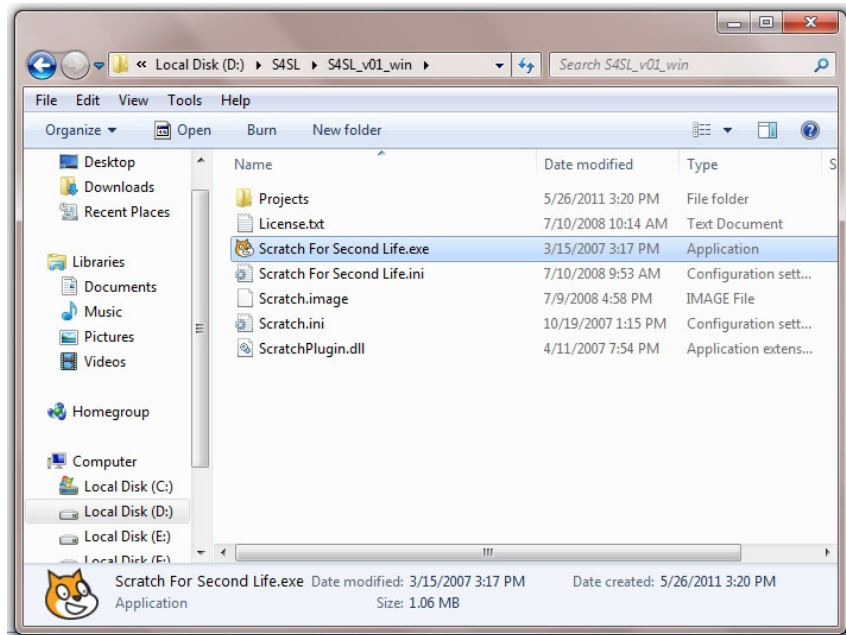 « Local Disk (D:) ▸ S4SL ▸ S4SL_v01_win ▸
Search S4SL_v01_win
File Edit View Tools Help
Organize Open Burn New folder
Desktop
Downloads
Recent Places
Libraries
Documents
Music
Pictures
Videos
Homegroup
Computer
Local Disk (C:)
Local Disk (D:)
Local Disk (E:)
Local Disk (F:)
Name Date modified Type S
Projects 5/26/2011 3:20 PM File folder
License.txt 7/10/2008 10:14 AM Text Document
Scratch For Second Life.exe 3/15/2007 3:17 PM Application
Scratch For Second Life.ini 7/10/2008 9:53 AM Configuration sett...
Scratch.image 7/9/2008 4:58 PM IMAGE File
Scratch.ini 10/19/2007 1:15 PM Configuration sett...
ScratchPlugin.dll 4/11/2007 7:54 PM Application extens...
Scratch For Second Life.exe Date modified: 3/15/2007 3:17 PM Date created: 5/26/2011 3:20 PM
Application Size: 1.06 MB